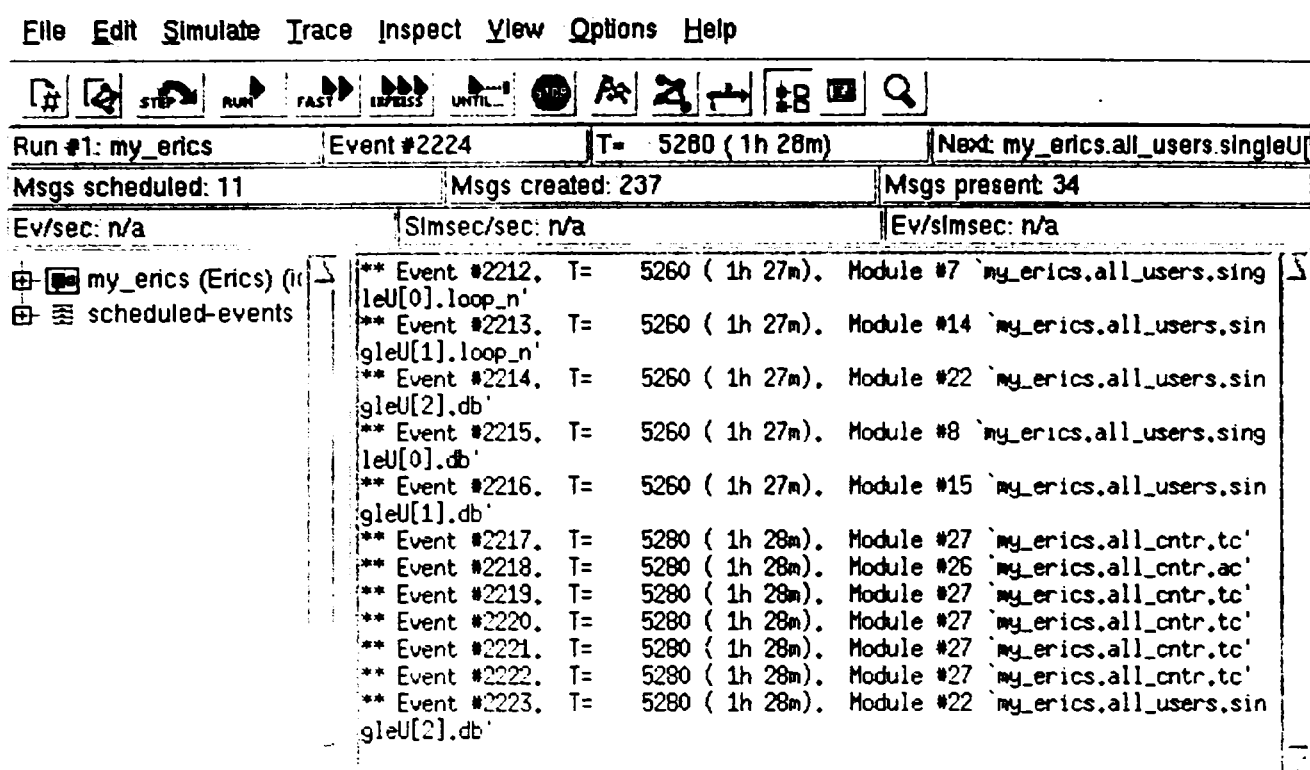 File Edit Simulate Trace Inspect View Options Help
STEP RUN FAST EXPRESS UNTIL... STOP
Run #1: my_erics Event #2224 T= 5280 ( 1h 28m) Next: my_erics.all_users.singleU[
Msgs scheduled: 11 Msgs created: 237 Msgs present: 34
Ev/sec: n/a Simsec/sec: n/a Ev/simsec: n/a
my_erics (Erics) (id
scheduled-events
** Event #2212. T= 5260 ( 1h 27m). Module #7 `my_erics.all_users.sing
leU[0].loop_n'
** Event #2213. T= 5260 ( 1h 27m). Module #14 `my_erics.all_users.sin
gleU[1].loop_n'
** Event #2214. T= 5260 ( 1h 27m). Module #22 `my_erics.all_users.sin
gleU[2].db'
** Event #2215. T= 5260 ( 1h 27m). Module #8 `my_erics.all_users.sing
leU[0].db'
** Event #2216. T= 5260 ( 1h 27m). Module #15 `my_erics.all_users.sin
gleU[1].db'
** Event #2217. T= 5280 ( 1h 28m). Module #27 `my_erics.all_cntr.tc'
** Event #2218. T= 5280 ( 1h 28m). Module #26 `my_erics.all_cntr.ac'
** Event #2219. T= 5280 ( 1h 28m). Module #27 `my_erics.all_cntr.tc'
** Event #2220. T= 5280 ( 1h 28m). Module #27 `my_erics.all_cntr.tc'
** Event #2221. T= 5280 ( 1h 28m). Module #27 `my_erics.all_cntr.tc'
** Event #2222. T= 5280 ( 1h 28m). Module #27 `my_erics.all_cntr.tc'
** Event #2223. T= 5280 ( 1h 28m). Module #22 `my_erics.all_users.sin
gleU[2].db'